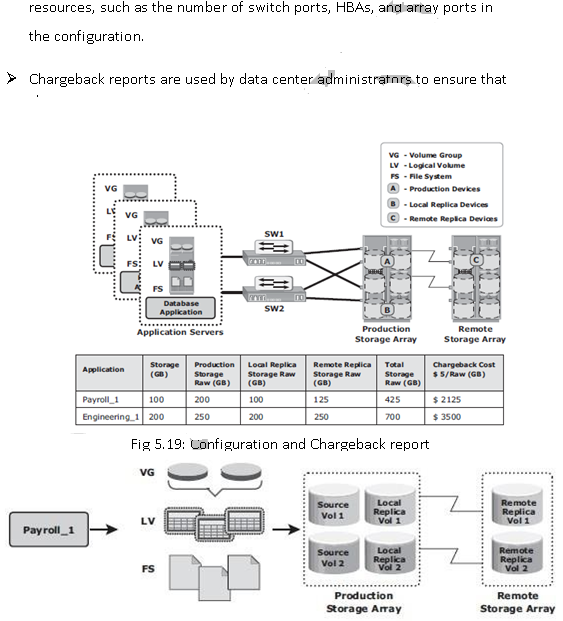 resources, such as the number of switch ports, HBAs, and array ports in
the configuration.
➢ Chargeback reports are used by data center administrators to ensure that
VG - Volume Group
LV - Logical Volume
FS - File System
A - Production Devices
B - Local Replica Devices
C - Remote Replica Devices
VG
VG
LV
VG
FS
LV
FS
LV
FS
Database
Application
Application Servers
SW1
SW2
A
B
C
Production
Storage Array
Remote
Storage Array
Application Storage (GB) Production Storage Raw (GB) Local Replica Storage Raw (GB) Remote Replica Storage Raw (GB) Total Storage Raw (GB) Chargeback Cost $ 5/Raw (GB)
Payroll_1 100 200 100 125 425 $ 2125
Engineering_1 200 250 200 250 700 $ 3500
Fig 5.19: Configuration and Chargeback report
VG
LV
FS
Payroll_1
Source
Vol 1
Local
Replica
Vol 1
Remote
Replica
Vol 1
Source
Vol 2
Local
Replica
Vol 2
Remote
Replica
Vol 2
Production
Storage Array
Remote
Storage Array